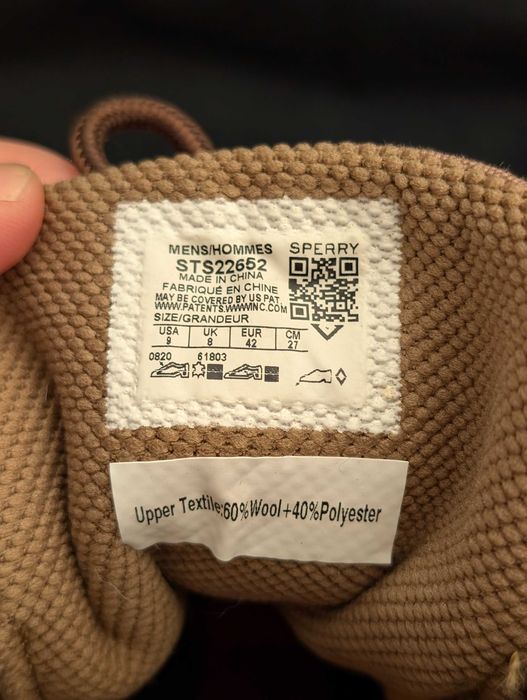 MENS/HOMMES SPERRY
STS22652
MADE IN CHINA
FABRIQUÉ EN CHINE
MAY BE COVERED BY US PAT.
WWW.PATENTS.WWWINC.COM
SIZE/GRANDEUR
USA UK EUR CM
9 8 42 27
0820 61803
Upper Textile:60%Wool+40%Polyester